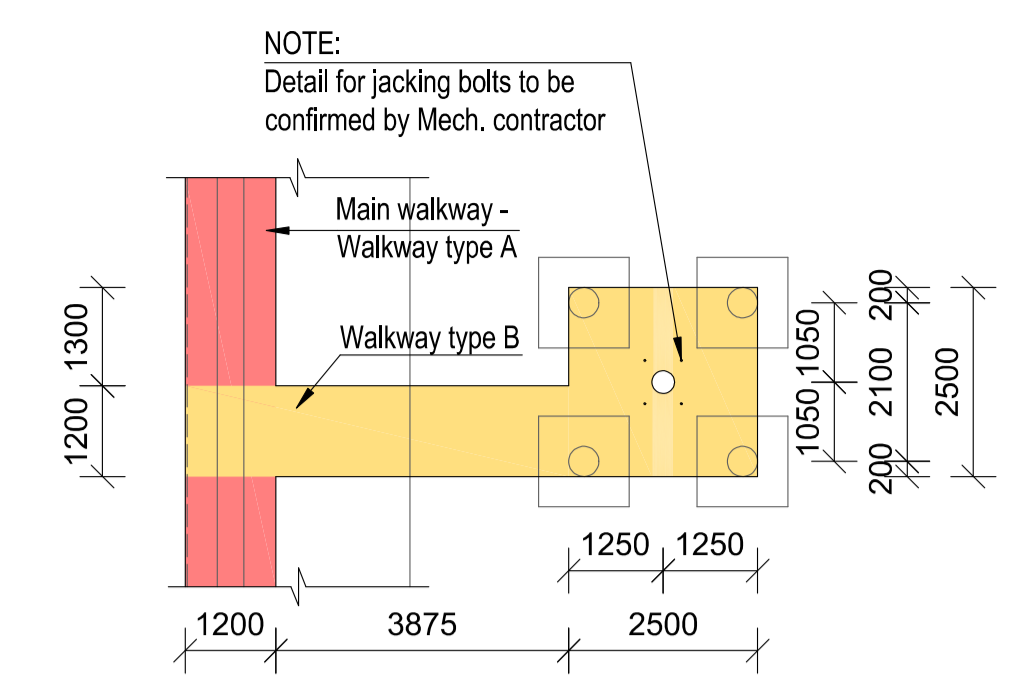 NOTE:
Detail for jacking bolts to be
confirmed by Mech. contractor
Main walkway -
Walkway type A
Walkway type B
1300
1200
200
1050
2100
1050
200
2500
1250
1250
1200
3875
2500